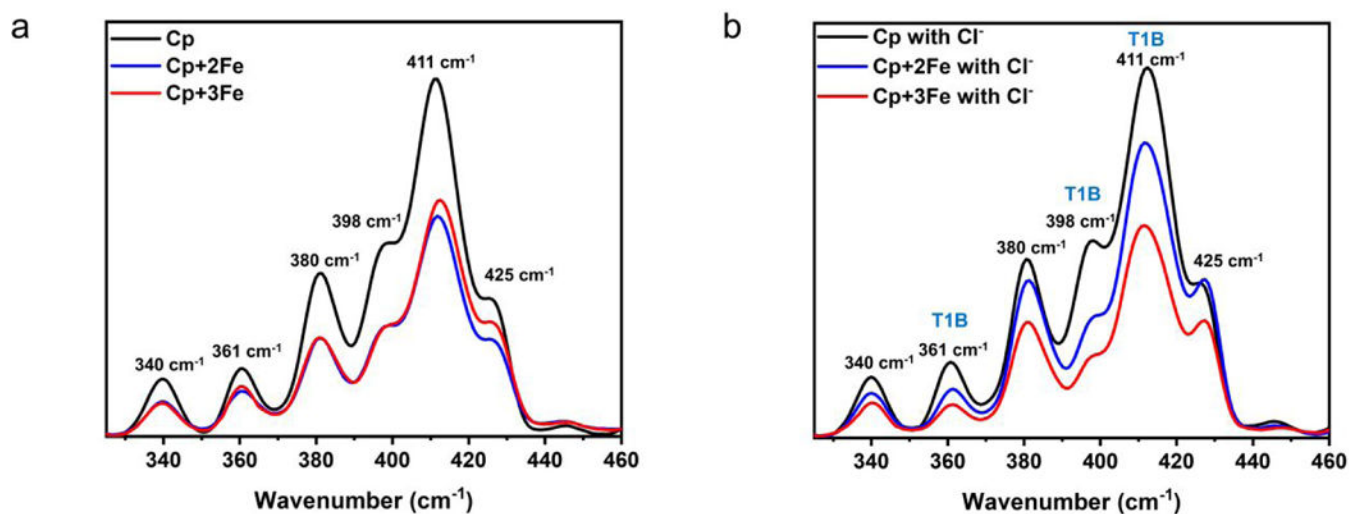 a
Cp
Cp+2Fe
Cp+3Fe
411 cm⁻¹
398 cm⁻¹
380 cm⁻¹
425 cm⁻¹
340 cm⁻¹
361 cm⁻¹
340 360 380 400 420 440 460
Wavenumber (cm⁻¹)
b
Cp with Cl⁻
Cp+2Fe with Cl⁻
Cp+3Fe with Cl⁻
T1B
411 cm⁻¹
T1B
398 cm⁻¹
380 cm⁻¹
425 cm⁻¹
T1B
361 cm⁻¹
340 cm⁻¹
340 360 380 400 420 440 460
Wavenumber (cm⁻¹)